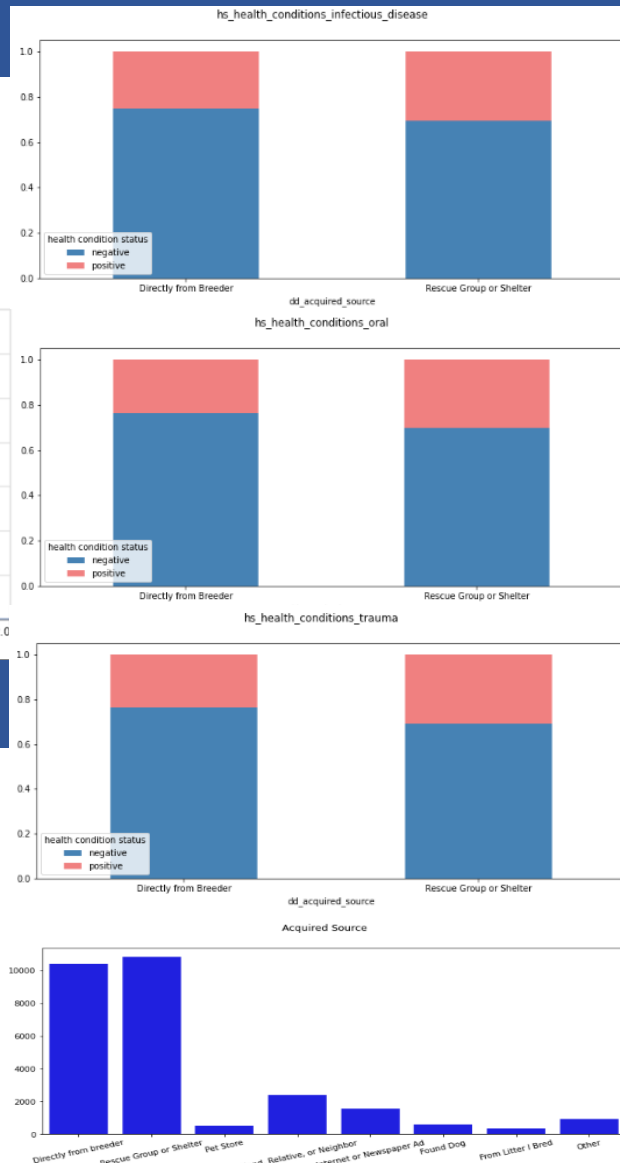 hs_health_conditions_infectious_disease
1.0
0.8
0.6
0.4
0.2
0.0
health condition status
negative
positive
Directly from Breeder Rescue Group or Shelter
dd_acquired_source
hs_health_conditions_oral
1.0
0.8
0.6
0.4
0.2
0.0
health condition status
negative
positive
Directly from Breeder Rescue Group or Shelter
.0
hs_health_conditions_trauma
1.0
0.8
0.6
0.4
0.2
0.0
health condition status
negative
positive
Directly from Breeder Rescue Group or Shelter
dd_acquired_source
Acquired Source
10000
8000
6000
4000
2000
0
Directly from breeder
Rescue Group or Shelter
Pet Store
Relative, or Neighbor
or Newspaper Ad
Found Dog
From Litter I Bred
Other